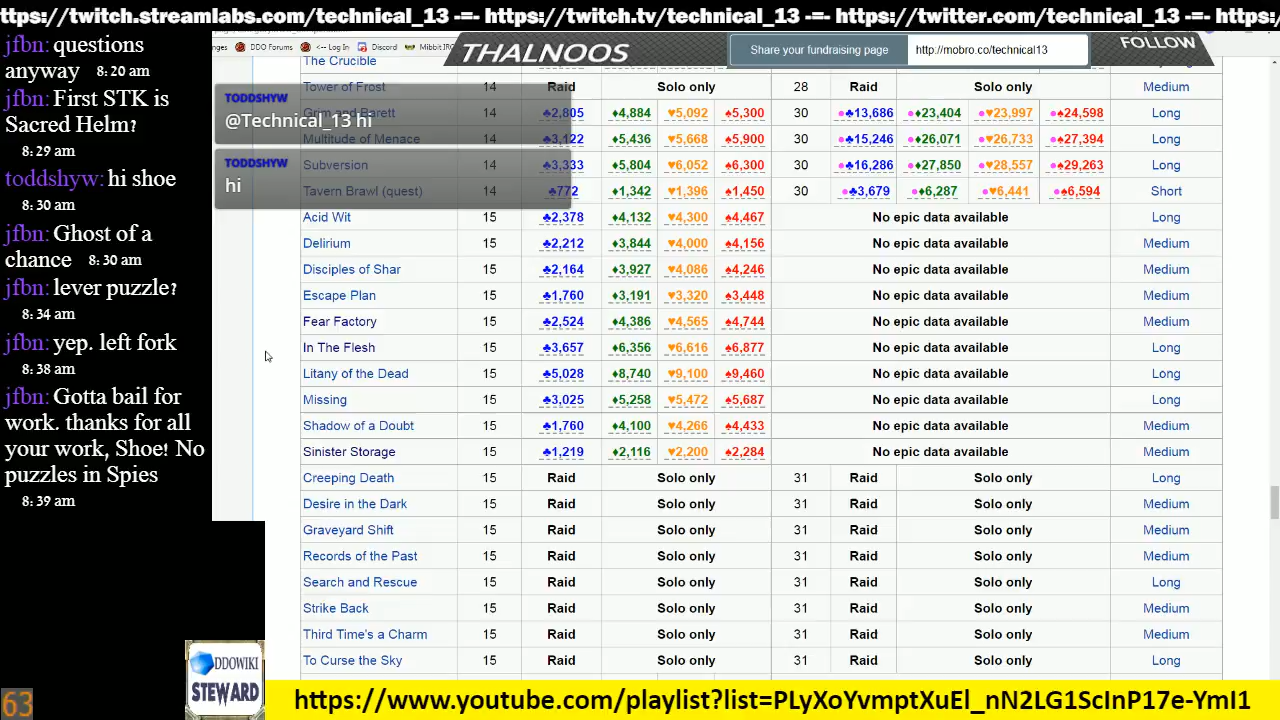 ttps://twitch.streamlabs.com/technical_13 -=- https://twitch.tv/technical_13 -=- https://twitter.com/technical_13 -=- https:/
jfbn: questions
anyway 8:20 am
jfbn: First STK is
Sacred Helm?
8:29 am
toddshyw: hi shoe
8:30 am
jfbn: Ghost of a
chance 8:30 am
jfbn: lever puzzle?
8:34 am
jfbn: yep. left fork
8:38 am
jfbn: Gotta bail for
work. thanks for all
your work, Shoe! No
puzzles in Spies
8:39 am
63
nges DDO Forums <-- Log In Discord Mibbit IR
THALNOOS
Share your fundraising page http://mobro.co/technical13
FOLLOW
TODDSHYW
@Technical_13 hi
TODDSHYW
hi
The Crucible
Tower of Frost 14 Raid Solo only 28 Raid Solo only Medium
Grim and Barett 14 ♣2,805 ♦4,884 ♥5,092 ♠5,300 30 ●♣13,686 ●♦23,404 ●♥23,997 ●♠24,598 Long
Multitude of Menace 14 ♣3,122 ♦5,436 ♥5,668 ♠5,900 30 ●♣15,246 ●♦26,071 ●♥26,733 ●♠27,394 Long
Subversion 14 ♣3,333 ♦5,804 ♥6,052 ♠6,300 30 ●♣16,286 ●♦27,850 ●♥28,557 ●♠29,263 Long
Tavern Brawl (quest) 14 ♣772 ♦1,342 ♥1,396 ♠1,450 30 ●♣3,679 ●♦6,287 ●♥6,441 ●♠6,594 Short
Acid Wit 15 ♣2,378 ♦4,132 ♥4,300 ♠4,467 No epic data available Long
Delirium 15 ♣2,212 ♦3,844 ♥4,000 ♠4,156 No epic data available Medium
Disciples of Shar 15 ♣2,164 ♦3,927 ♥4,086 ♠4,246 No epic data available Medium
Escape Plan 15 ♣1,760 ♦3,191 ♥3,320 ♠3,448 No epic data available Medium
Fear Factory 15 ♣2,524 ♦4,386 ♥4,565 ♠4,744 No epic data available Medium
In The Flesh 15 ♣3,657 ♦6,356 ♥6,616 ♠6,877 No epic data available Long
Litany of the Dead 15 ♣5,028 ♦8,740 ♥9,100 ♠9,460 No epic data available Long
Missing 15 ♣3,025 ♦5,258 ♥5,472 ♠5,687 No epic data available Long
Shadow of a Doubt 15 ♣1,760 ♦4,100 ♥4,266 ♠4,433 No epic data available Medium
Sinister Storage 15 ♣1,219 ♦2,116 ♥2,200 ♠2,284 No epic data available Medium
Creeping Death 15 Raid Solo only 31 Raid Solo only Long
Desire in the Dark 15 Raid Solo only 31 Raid Solo only Medium
Graveyard Shift 15 Raid Solo only 31 Raid Solo only Medium
Records of the Past 15 Raid Solo only 31 Raid Solo only Medium
Search and Rescue 15 Raid Solo only 31 Raid Solo only Long
Strike Back 15 Raid Solo only 31 Raid Solo only Medium
Third Time's a Charm 15 Raid Solo only 31 Raid Solo only Medium
To Curse the Sky 15 Raid Solo only 31 Raid Solo only Long
DDOWIKI
STEWARD
https://www.youtube.com/playlist?list=PLyXoYvmptXuEl_nN2LG1ScInP17e-YmI1